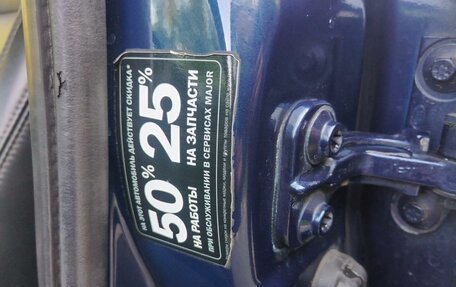 НА ЭТОТ АВТОМОБИЛЬ ДЕЙСТВУЕТ СКИДКА*
50% 25%
НА РАБОТЫ НА ЗАПЧАСТИ
ПРИ ОБСЛУЖИВАНИИ В СЕРВИСАХ MAJOR